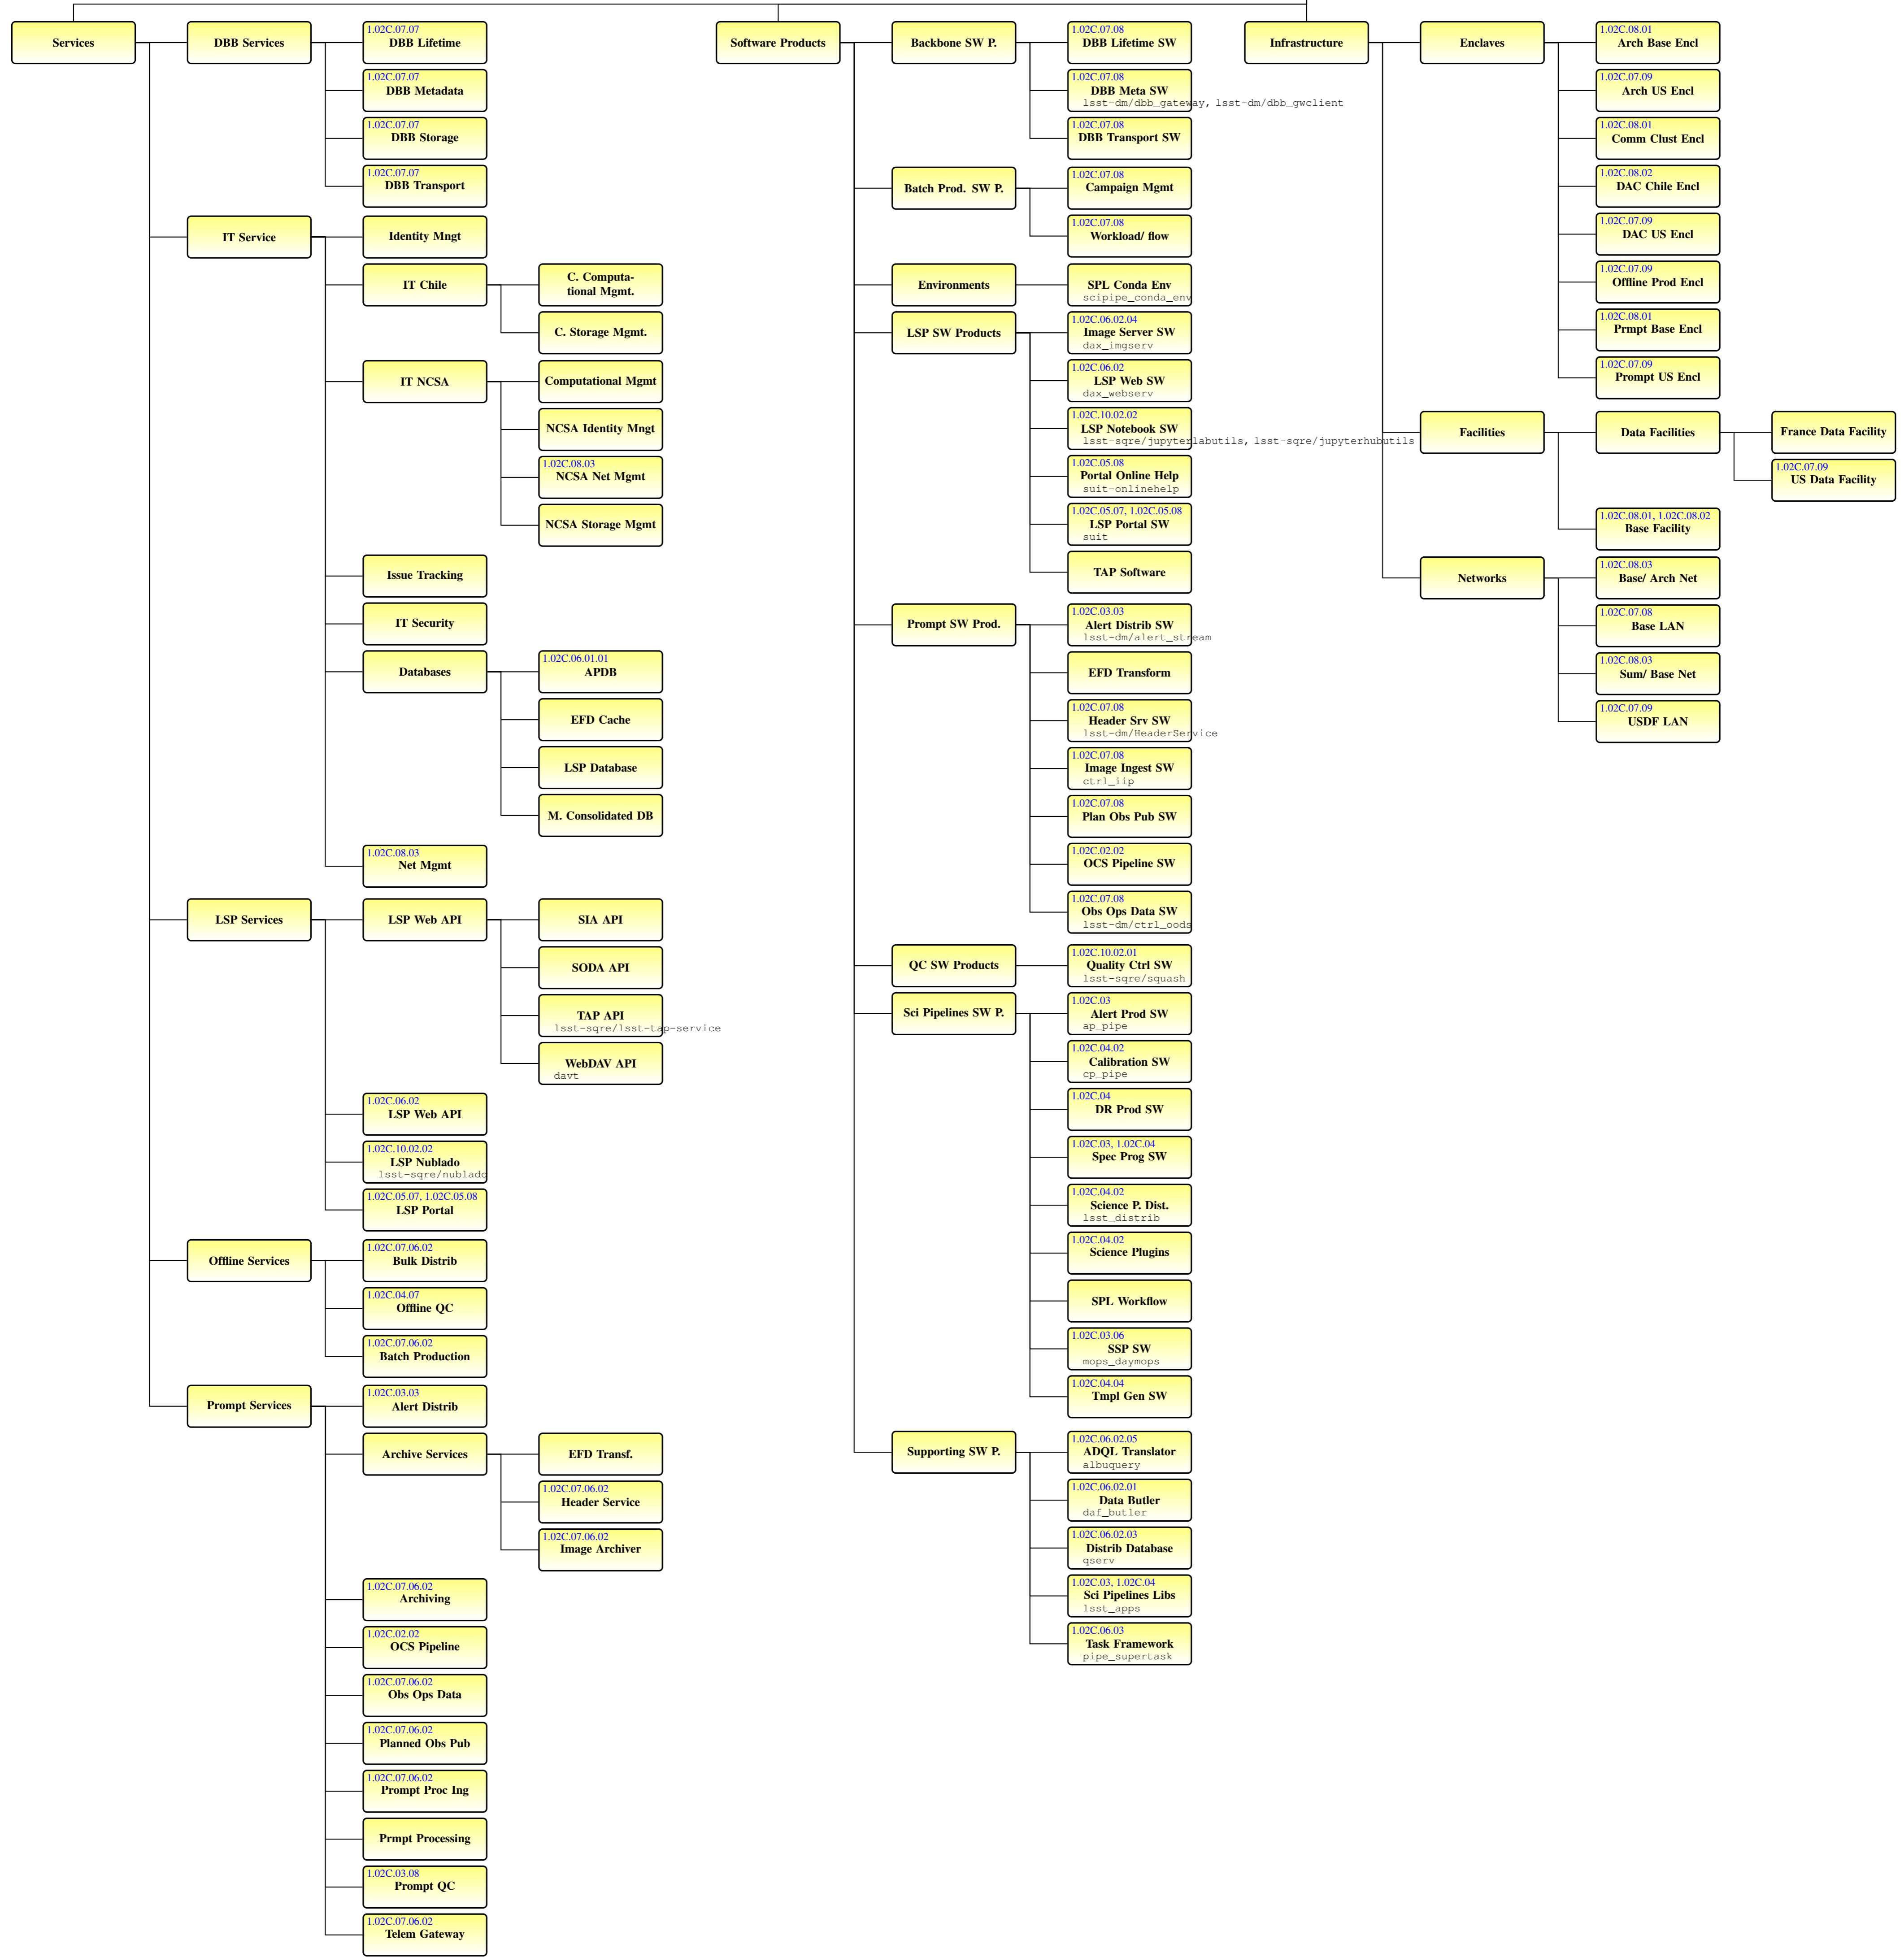 Services
DBB Services
1.02C.07.07
DBB Lifetime
1.02C.07.07
DBB Metadata
1.02C.07.07
DBB Storage
1.02C.07.07
DBB Transport
IT Service
Identity Mngt
IT Chile
C. Computa-
tional Mgmt.
C. Storage Mgmt.
IT NCSA
Computational Mgmt
NCSA Identity Mngt
1.02C.08.03
NCSA Net Mgmt
NCSA Storage Mgmt
Issue Tracking
IT Security
Databases
1.02C.06.01.01
APDB
EFD Cache
LSP Database
M. Consolidated DB
1.02C.08.03
Net Mgmt
LSP Services
LSP Web API
SIA API
SODA API
TAP API
lsst-sqre/lsst-tap-service
WebDAV API
davt
1.02C.06.02
LSP Web API
1.02C.10.02.02
LSP Nublado
lsst-sqre/nublado
1.02C.05.07, 1.02C.05.08
LSP Portal
Offline Services
1.02C.07.06.02
Bulk Distrib
1.02C.04.07
Offline QC
1.02C.07.06.02
Batch Production
Prompt Services
1.02C.03.03
Alert Distrib
Archive Services
EFD Transf.
1.02C.07.06.02
Header Service
1.02C.07.06.02
Image Archiver
1.02C.07.06.02
Archiving
1.02C.02.02
OCS Pipeline
1.02C.07.06.02
Obs Ops Data
1.02C.07.06.02
Planned Obs Pub
1.02C.07.06.02
Prompt Proc Ing
Prmpt Processing
1.02C.03.08
Prompt QC
1.02C.07.06.02
Telem Gateway
Software Products
Backbone SW P.
1.02C.07.08
DBB Lifetime SW
1.02C.07.08
DBB Meta SW
lsst-dm/dbb_gateway, lsst-dm/dbb_gwclient
1.02C.07.08
DBB Transport SW
Batch Prod. SW P.
1.02C.07.08
Campaign Mgmt
1.02C.07.08
Workload/ flow
Environments
SPL Conda Env
scipipe_conda_env
LSP SW Products
1.02C.06.02.04
Image Server SW
dax_imgserv
1.02C.06.02
LSP Web SW
dax_webserv
1.02C.10.02.02
LSP Notebook SW
lsst-sqre/jupyterlabutils, lsst-sqre/jupyterhubutils
1.02C.05.08
Portal Online Help
suit-onlinehelp
1.02C.05.07, 1.02C.05.08
LSP Portal SW
suit
TAP Software
Prompt SW Prod.
1.02C.03.03
Alert Distrib SW
lsst-dm/alert_stream
EFD Transform
1.02C.07.08
Header Srv SW
lsst-dm/HeaderService
1.02C.07.08
Image Ingest SW
ctrl_iip
1.02C.07.08
Plan Obs Pub SW
1.02C.02.02
OCS Pipeline SW
1.02C.07.08
Obs Ops Data SW
lsst-dm/ctrl_oods
QC SW Products
1.02C.10.02.01
Quality Ctrl SW
lsst-sqre/squash
Sci Pipelines SW P.
1.02C.03
Alert Prod SW
ap_pipe
1.02C.04.02
Calibration SW
cp_pipe
1.02C.04
DR Prod SW
1.02C.03, 1.02C.04
Spec Prog SW
1.02C.04.02
Science P. Dist.
lsst_distrib
1.02C.04.02
Science Plugins
SPL Workflow
1.02C.03.06
SSP SW
mops_daymops
1.02C.04.04
Tmpl Gen SW
Supporting SW P.
1.02C.06.02.05
ADQL Translator
albuquery
1.02C.06.02.01
Data Butler
daf_butler
1.02C.06.02.03
Distrib Database
qserv
1.02C.03, 1.02C.04
Sci Pipelines Libs
lsst_apps
1.02C.06.03
Task Framework
pipe_supertask
Infrastructure
Enclaves
1.02C.08.01
Arch Base Encl
1.02C.07.09
Arch US Encl
1.02C.08.01
Comm Clust Encl
1.02C.08.02
DAC Chile Encl
1.02C.07.09
DAC US Encl
1.02C.07.09
Offline Prod Encl
1.02C.08.01
Prmpt Base Encl
1.02C.07.09
Prompt US Encl
Facilities
Data Facilities
France Data Facility
1.02C.07.09
US Data Facility
1.02C.08.01, 1.02C.08.02
Base Facility
Networks
1.02C.08.03
Base/ Arch Net
1.02C.07.08
Base LAN
1.02C.08.03
Sum/ Base Net
1.02C.07.09
USDF LAN